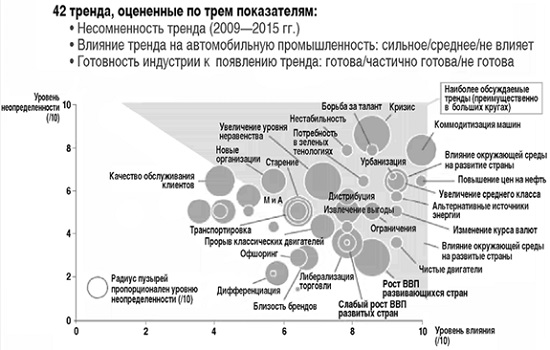 42 тренда, оцененные по трем показателям:
• Несомненность тренда (2009—2015 гг.)
• Влияние тренда на автомобильную промышленность: сильное/среднее/не влияет
• Готовность индустрии к появлению тренда: готова/частично готова/не готова
Уровень
неопределенности
(/10)
10
8
6
4
2
0
0
2
4
6
8
10
Уровень влияния
(/10)
Наиболее обсуждаемые
тренды (преимущественно
в больших кругах)
Борьба за талант
Кризис
Нестабильность
Коммодитизация машин
Увеличение уровня
неравенства
Потребность
в зеленых
тенологиях
Новые
организации
Старение
Урбанизация
Влияние окружающей среды
на развитие страны
Качество обслуживания
клиентов
Повышение цен на нефть
Увеличение среднего класса
М и А
Дистрибуция
Альтернативные источники
энергии
Извлечение выгоды
Транспортировка
Ограничения
Изменение курса валют
Прорыв классических двигателей
Влияние окружающей среды
на развитые страны
Офшоринг
Чистые двигатели
Радиус пузырей
пропорционален уровню
неопределенности (/10)
Либерализация
торговли
Рост ВВП
развивающихся стран
Дифференциация
Близость брендов
Слабый рост ВВП
развитых стран